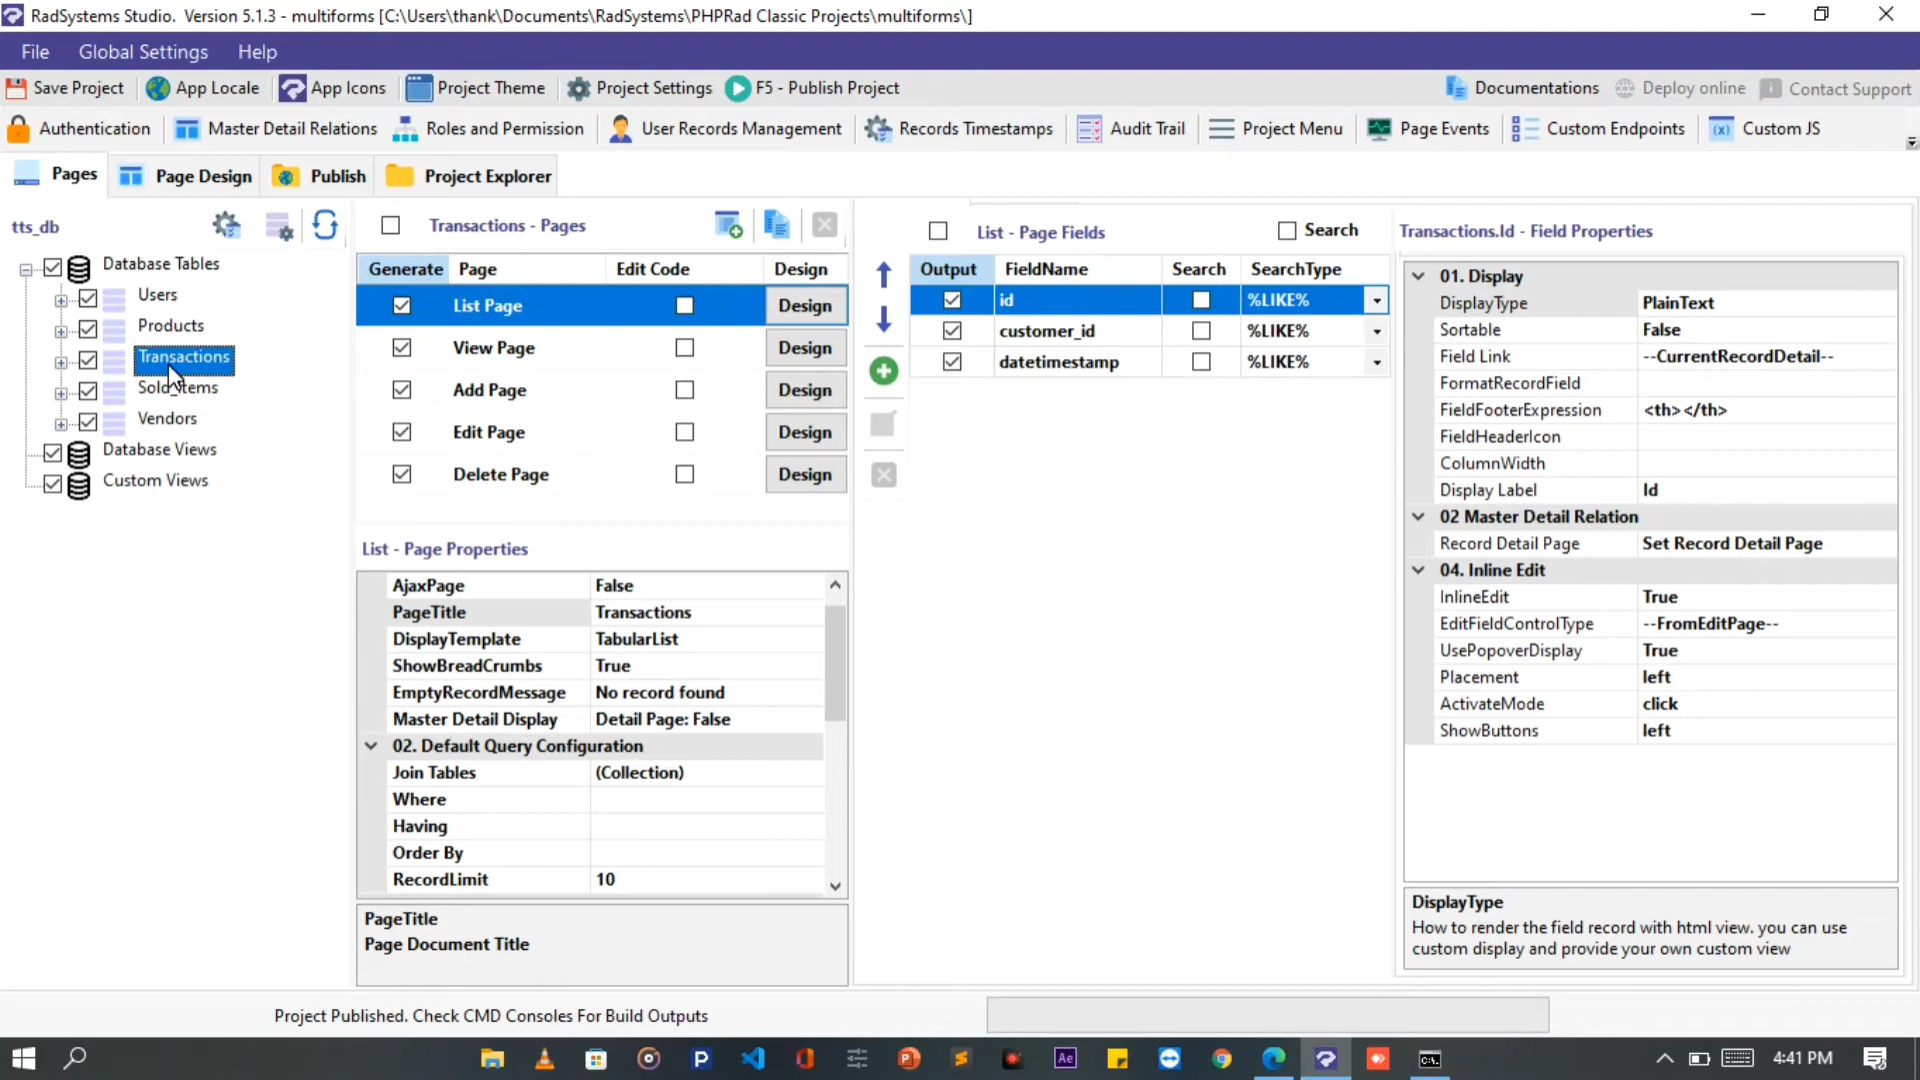 RadSystems Studio. Version 5.1.3 - multiforms [C:\Users\thank\Documents\RadSystems\PHPRad Classic Projects\multiforms\]
File Global Settings Help
Save Project App Locale App Icons Project Theme Project Settings F5 - Publish Project Documentations Deploy online Contact Support
Authentication Master Detail Relations Roles and Permission User Records Management Records Timestamps Audit Trail Project Menu Page Events Custom Endpoints (x) Custom JS
Pages Page Design Publish Project Explorer
tts_db
Database Tables
Users
Products
Transactions
Sold_items
Vendors
Database Views
Custom Views
Transactions - Pages
Generate Page Edit Code Design
List Page Design
View Page Design
Add Page Design
Edit Page Design
Delete Page Design
List - Page Properties
AjaxPage False
PageTitle Transactions
DisplayTemplate TabularList
ShowBreadCrumbs True
EmptyRecordMessage No record found
Master Detail Display Detail Page: False
02. Default Query Configuration
Join Tables (Collection)
Where
Having
Order By
RecordLimit 10
PageTitle
Page Document Title
List - Page Fields Search
Output FieldName Search SearchType
id %LIKE%
customer_id %LIKE%
datetimestamp %LIKE%
Transactions.Id - Field Properties
01. Display
DisplayType PlainText
Sortable False
Field Link --CurrentRecordDetail--
FormatRecordField
FieldFooterExpression <th></th>
FieldHeaderIcon
ColumnWidth
Display Label Id
02 Master Detail Relation
Record Detail Page Set Record Detail Page
04. Inline Edit
InlineEdit True
EditFieldControlType --FromEditPage--
UsePopoverDisplay True
Placement left
ActivateMode click
ShowButtons left
DisplayType
How to render the field record with html view. you can use
custom display and provide your own custom view
Project Published. Check CMD Consoles For Build Outputs
P Ae C:\ 4:41 PM